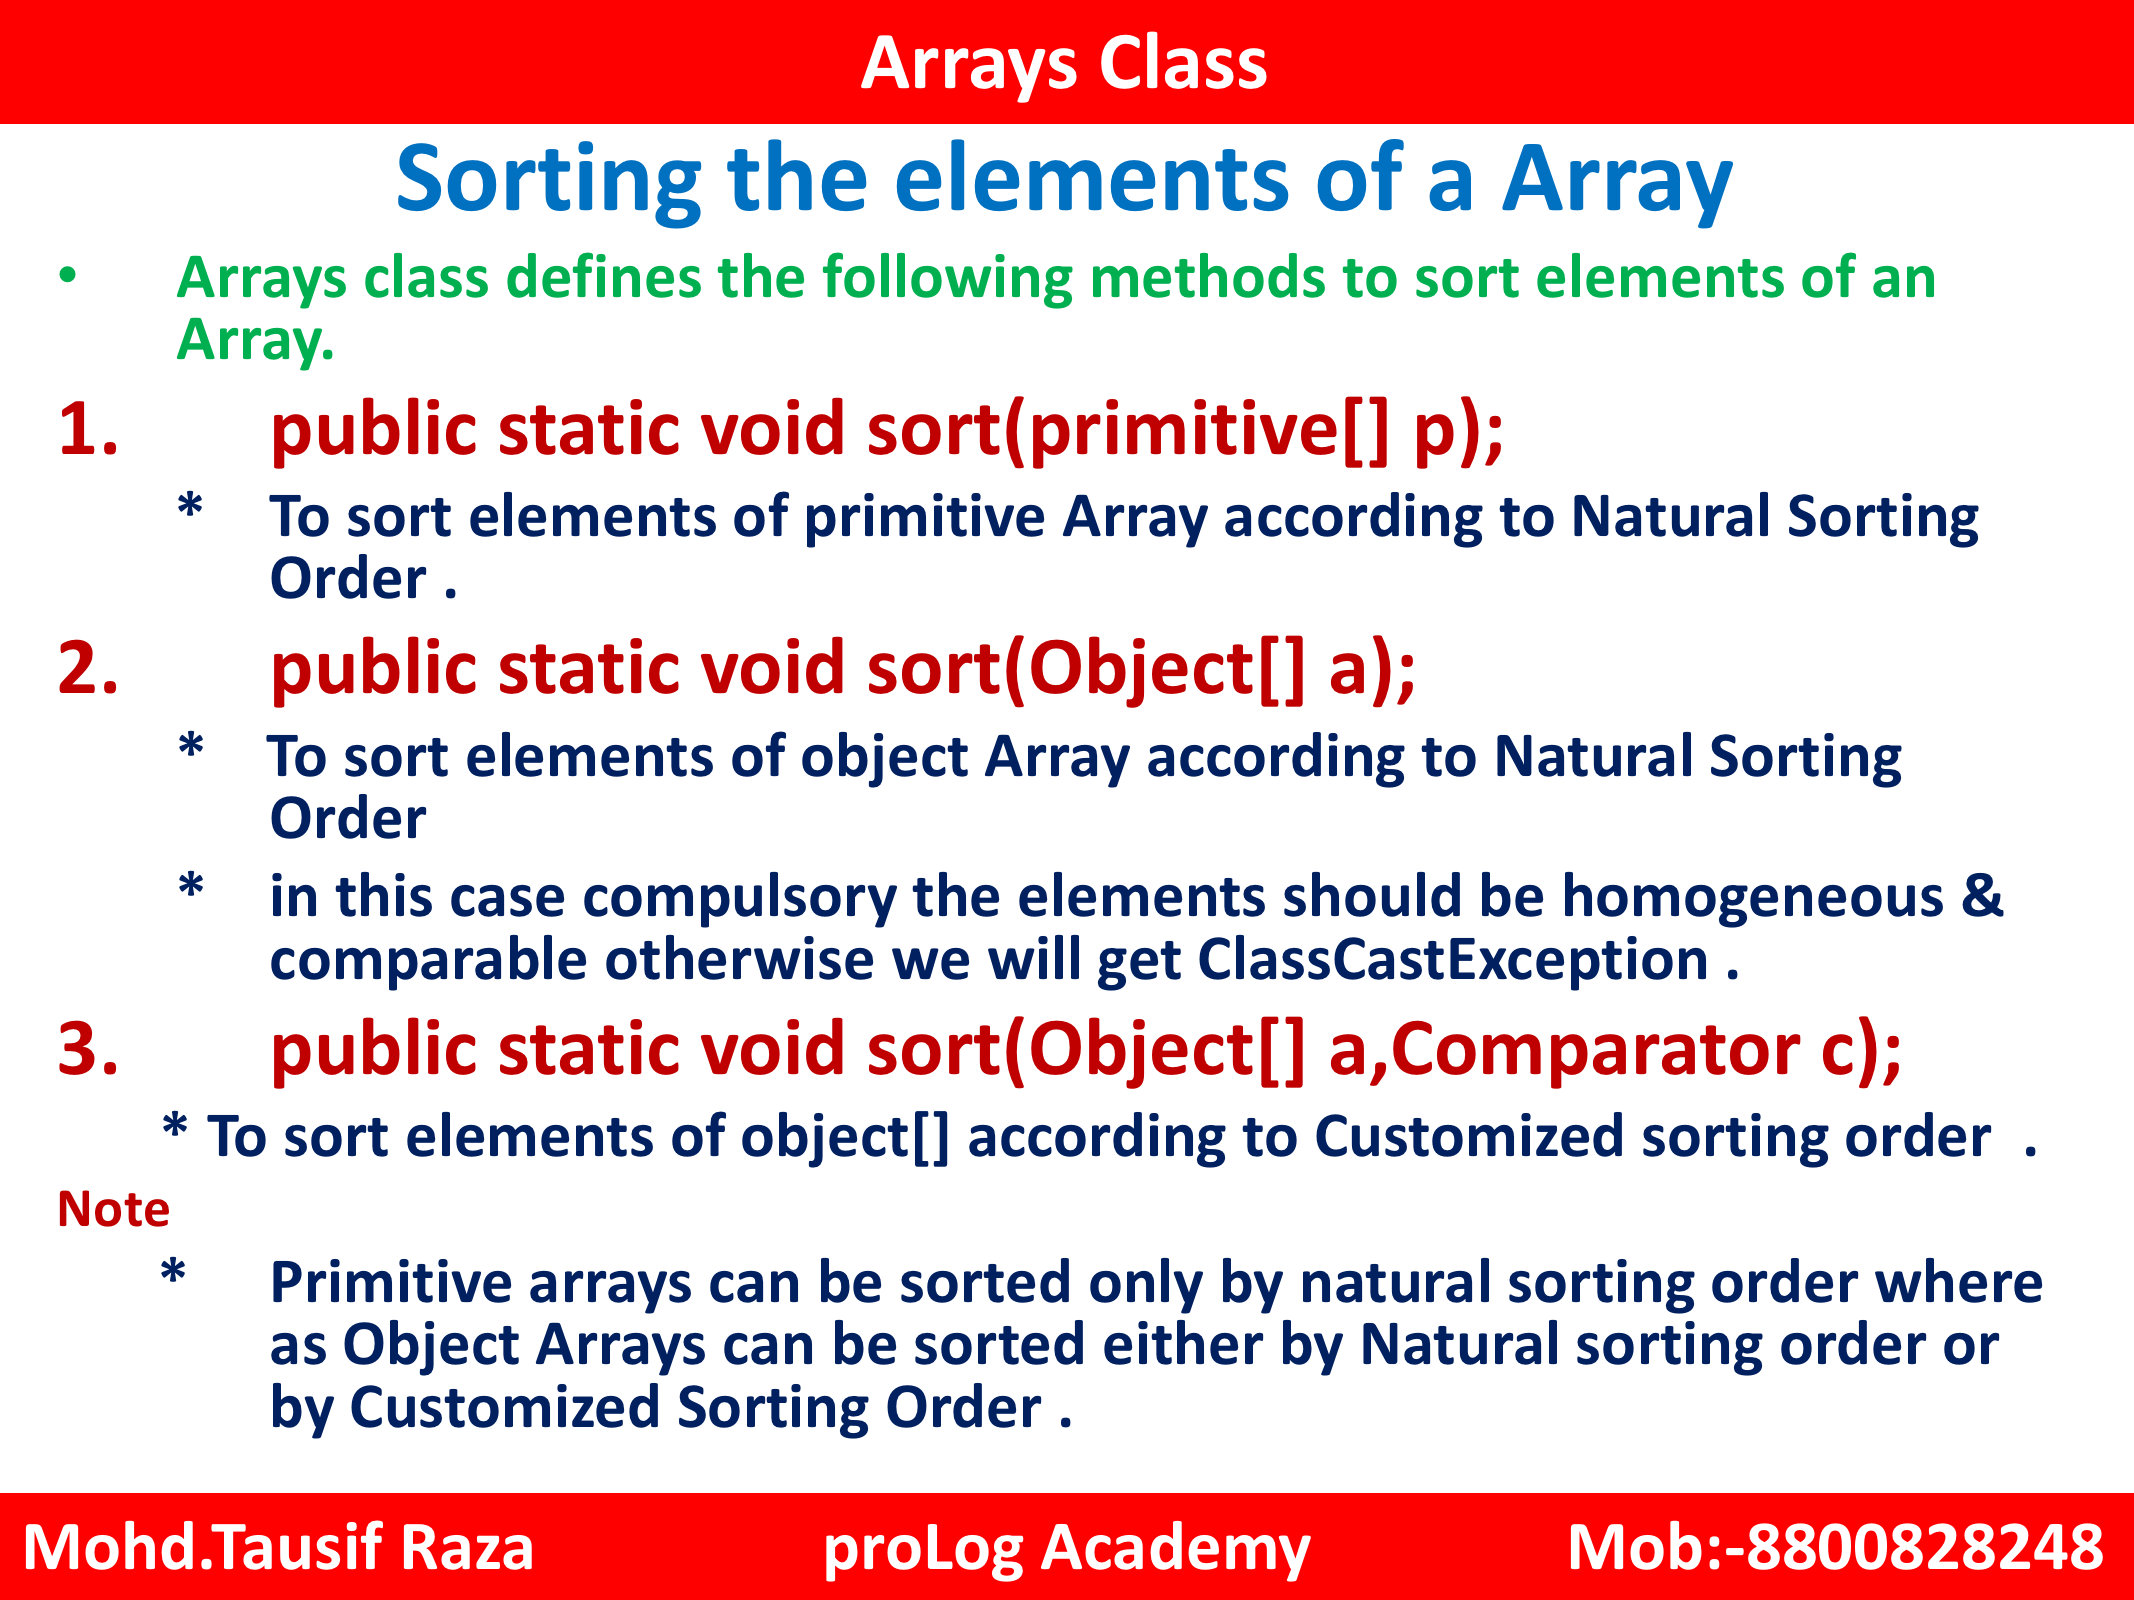 Arrays Class
Sorting the elements of a Array
• Arrays class defines the following methods to sort elements of an
Array.
1. public static void sort(primitive[] p);
* To sort elements of primitive Array according to Natural Sorting
Order .
2. public static void sort(Object[] a);
* To sort elements of object Array according to Natural Sorting
Order
* in this case compulsory the elements should be homogeneous &
comparable otherwise we will get ClassCastException .
3. public static void sort(Object[] a,Comparator c);
* To sort elements of object[] according to Customized sorting order .
Note
* Primitive arrays can be sorted only by natural sorting order where
as Object Arrays can be sorted either by Natural sorting order or
by Customized Sorting Order .
Mohd.Tausif Raza proLog Academy Mob:-8800828248